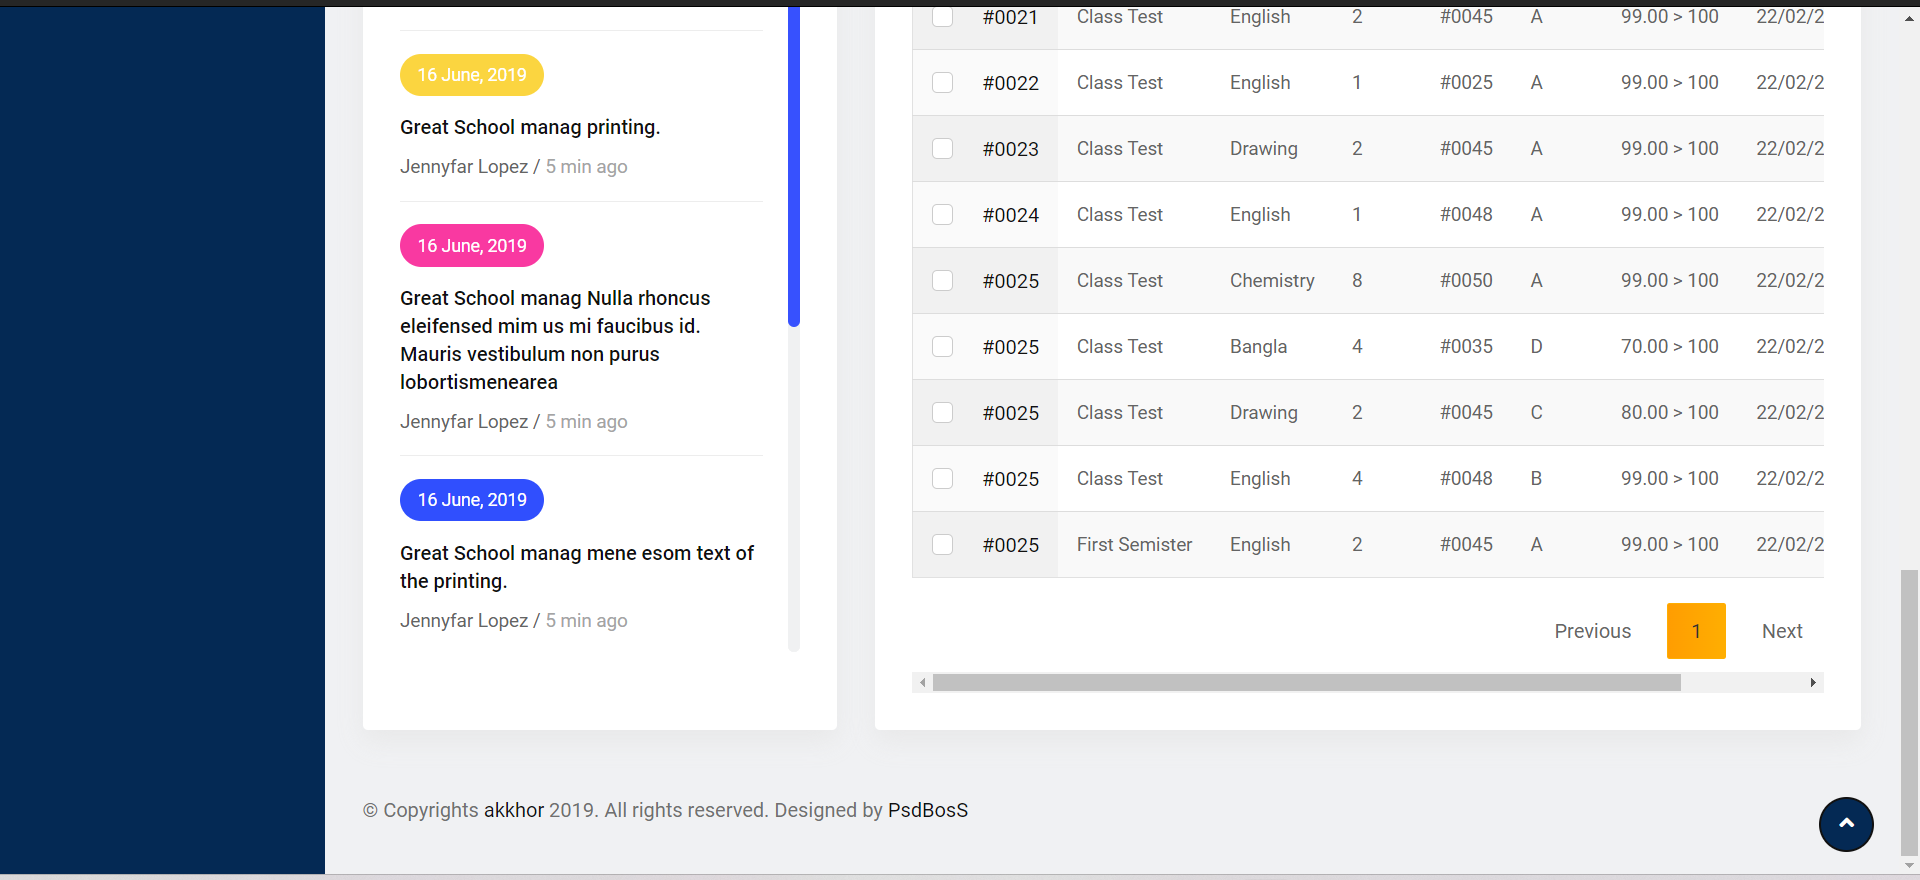 16 June, 2019
Great School manag printing.
Jennyfar Lopez / 5 min ago
16 June, 2019
Great School manag Nulla rhoncus
eleifensed mim us mi faucibus id.
Mauris vestibulum non purus
lobortismenearea
Jennyfar Lopez / 5 min ago
16 June, 2019
Great School manag mene esom text of
the printing.
Jennyfar Lopez / 5 min ago
#0021 Class Test English 2 #0045 A 99.00 > 100 22/02/2
#0022 Class Test English 1 #0025 A 99.00 > 100 22/02/2
#0023 Class Test Drawing 2 #0045 A 99.00 > 100 22/02/2
#0024 Class Test English 1 #0048 A 99.00 > 100 22/02/2
#0025 Class Test Chemistry 8 #0050 A 99.00 > 100 22/02/2
#0025 Class Test Bangla 4 #0035 D 70.00 > 100 22/02/2
#0025 Class Test Drawing 2 #0045 C 80.00 > 100 22/02/2
#0025 Class Test English 4 #0048 B 99.00 > 100 22/02/2
#0025 First Semister English 2 #0045 A 99.00 > 100 22/02/2
Previous 1 Next
© Copyrights akkhor 2019. All rights reserved. Designed by PsdBosS